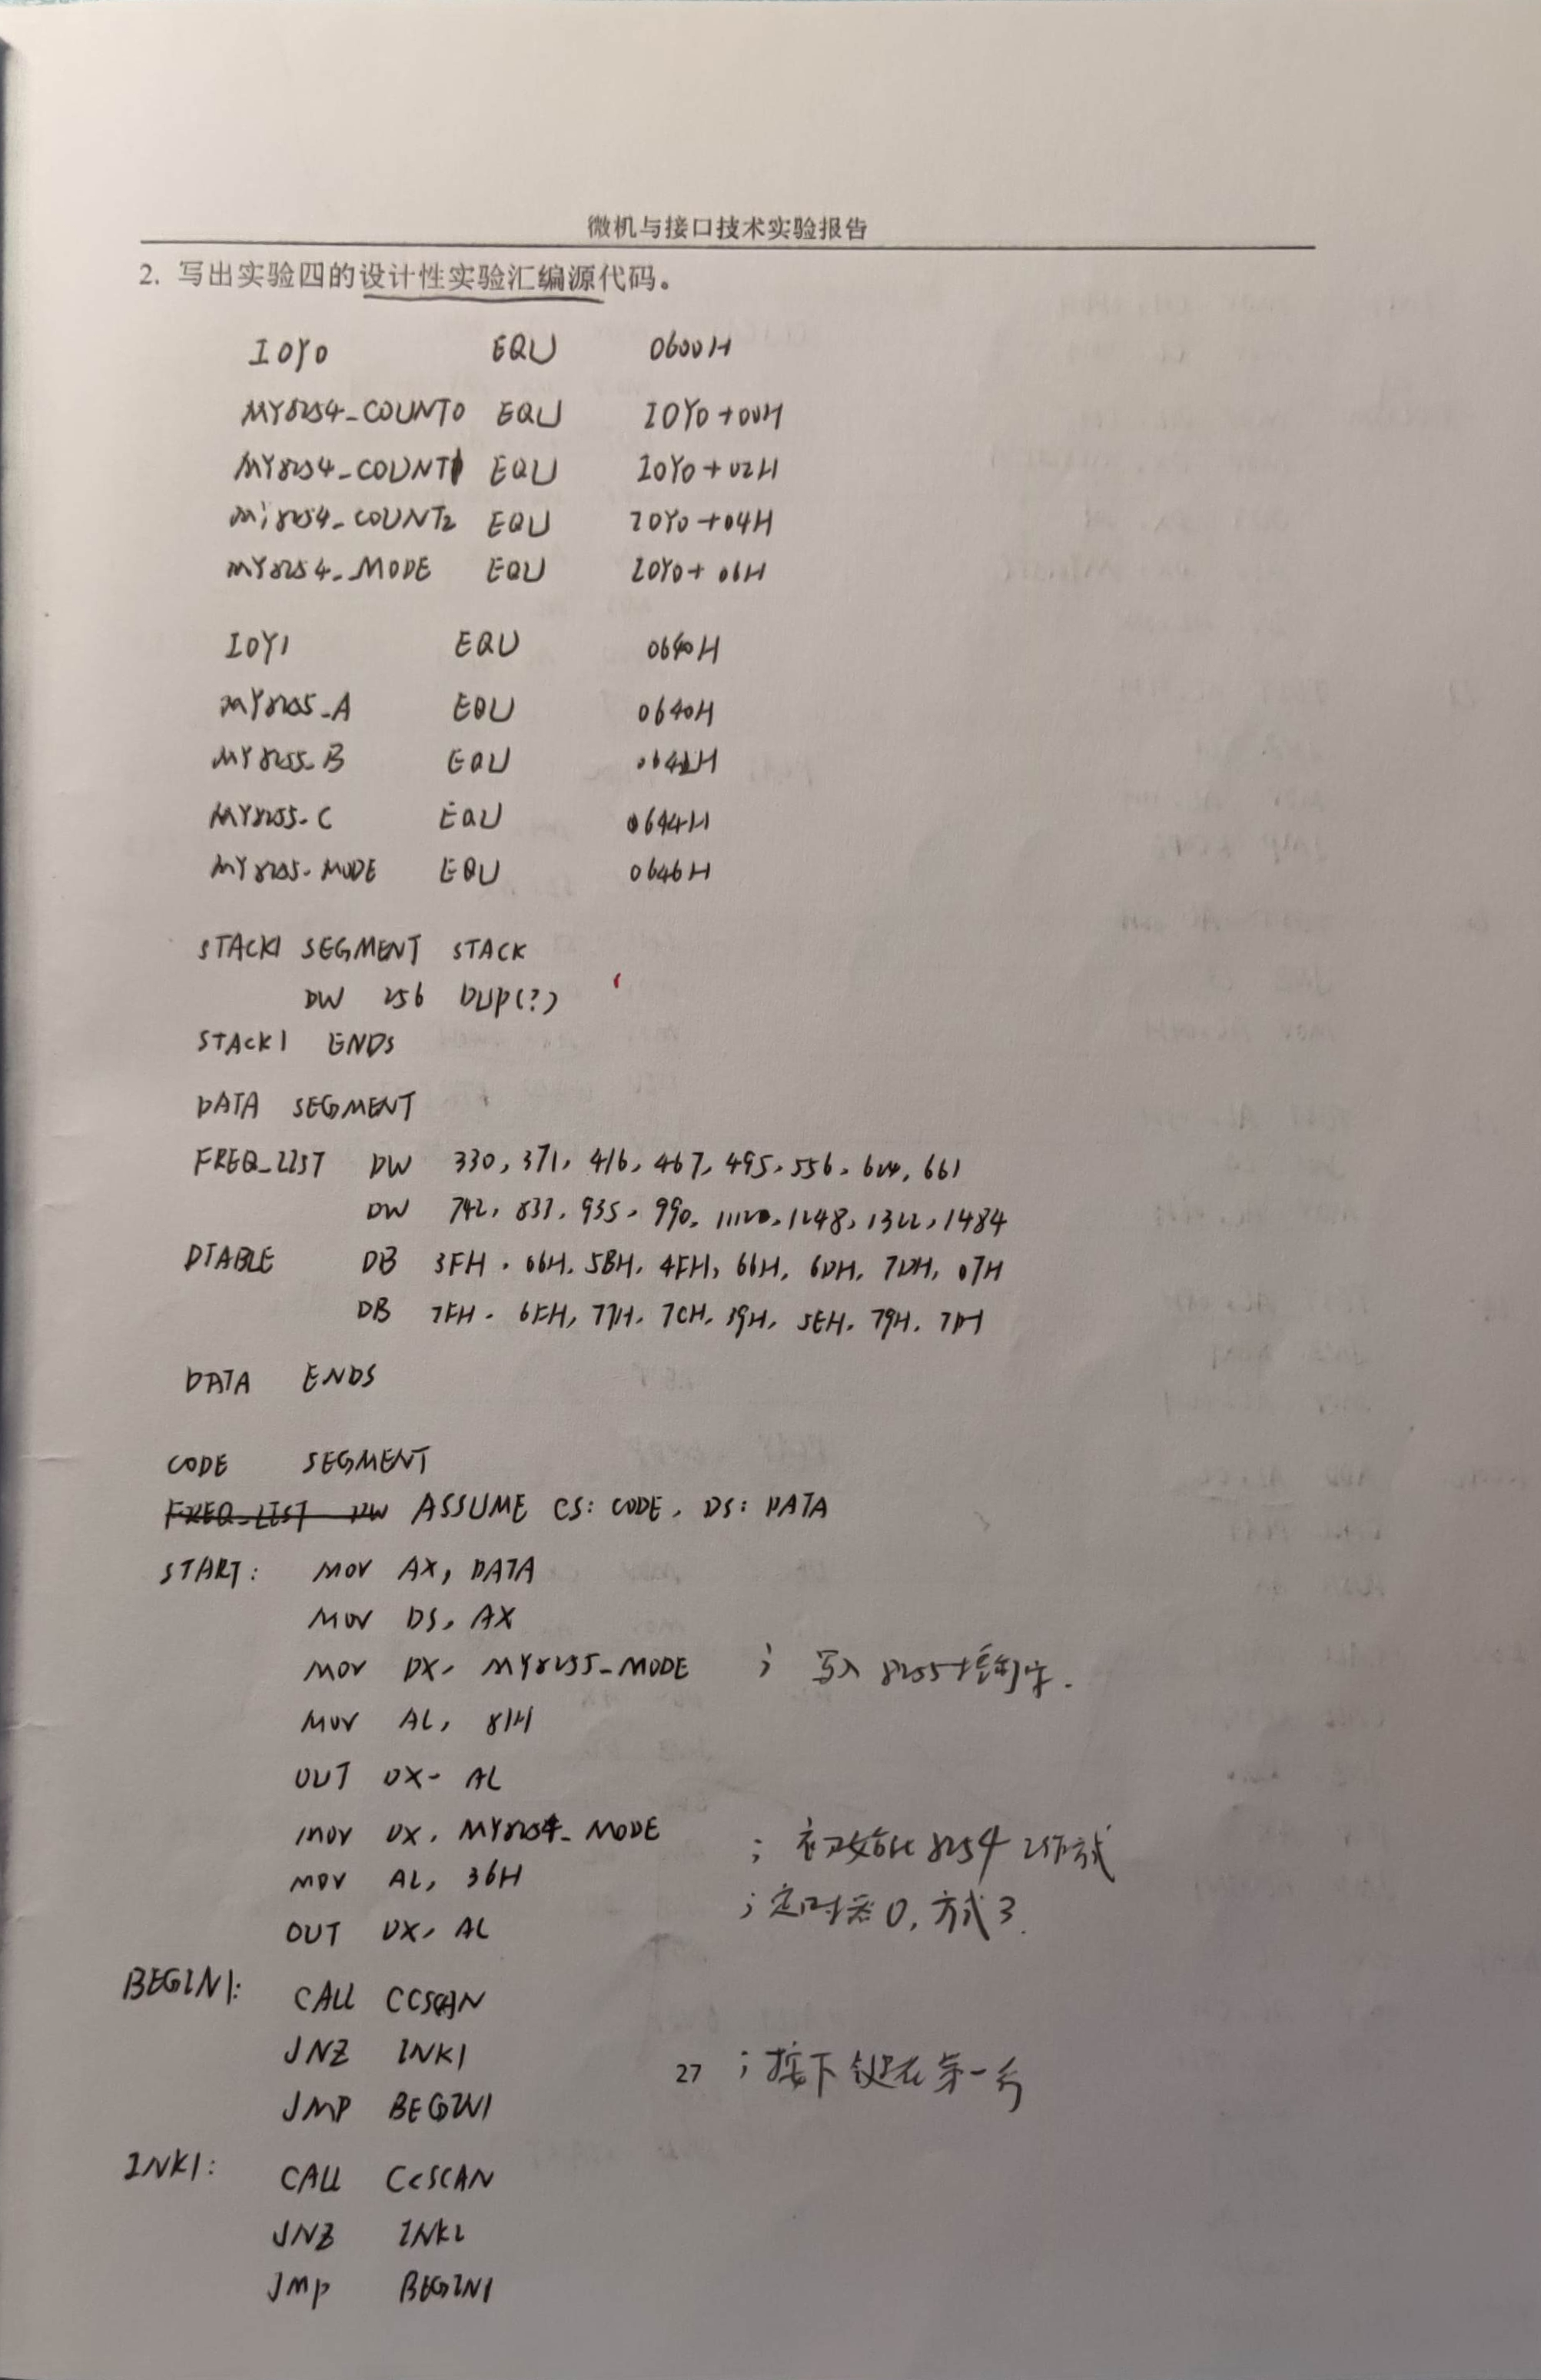 微机与接口技术实验报告
2. 写出实验四的设计性实验汇编源代码。
IOY0 EQU 0600H
MY8254_COUNT0 EQU IOY0+00H
MY8254_COUNT1 EQU IOY0+02H
MY8254_COUNT2 EQU IOY0+04H
MY8254_MODE EQU IOY0+06H
IOY1 EQU 0640H
MY8255_A EQU 0640H
MY8255_B EQU 0642H
MY8255_C EQU 0644H
MY8255_MODE EQU 0646H
STACK1 SEGMENT STACK
DW 256 DUP(?)
STACK1 ENDS
DATA SEGMENT
FREQ_LIST DW 330, 371, 416, 467, 495, 556, 624, 661
DW 742, 833, 935, 990, 1248, 1322, 1484
DTABLE DB 3FH, 06H, 5BH, 4FH, 66H, 6DH, 7DH, 07H
DB 7FH, 6FH, 77H, 7CH, 39H, 5EH, 79H, 71H
DATA ENDS
CODE SEGMENT
FREQ_LIST DW ASSUME CS: CODE, DS: DATA
START: MOV AX, DATA
MOV DS, AX
MOV DX, MY8255_MODE ; 写入8255控制字.
MOV AL, 81H
OUT DX, AL
MOV DX, MY8254_MODE ; 初始化8254工作方式
MOV AL, 36H
; 定时器0, 方式3.
OUT DX, AL
BEGIN1: CALL CCSCAN
JNZ INK1
27 ; 按下键在第一行
JMP BEGIN1
INK1: CALL CCSCAN
JNZ INK2
JMP BEGIN1